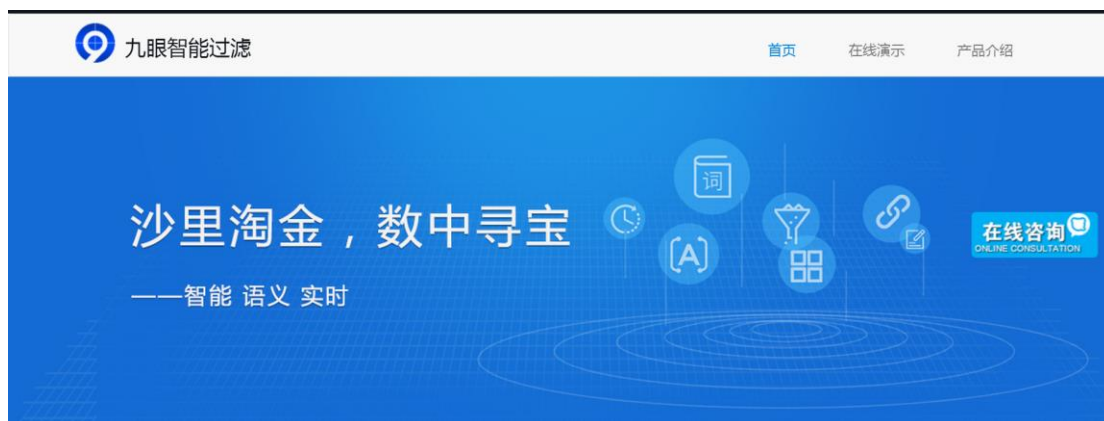 九眼智能过滤
首页 在线演示 产品介绍
词
沙里淘金，数中寻宝
[A]
在线咨询
ONLINE CONSULTATION
——智能 语义 实时